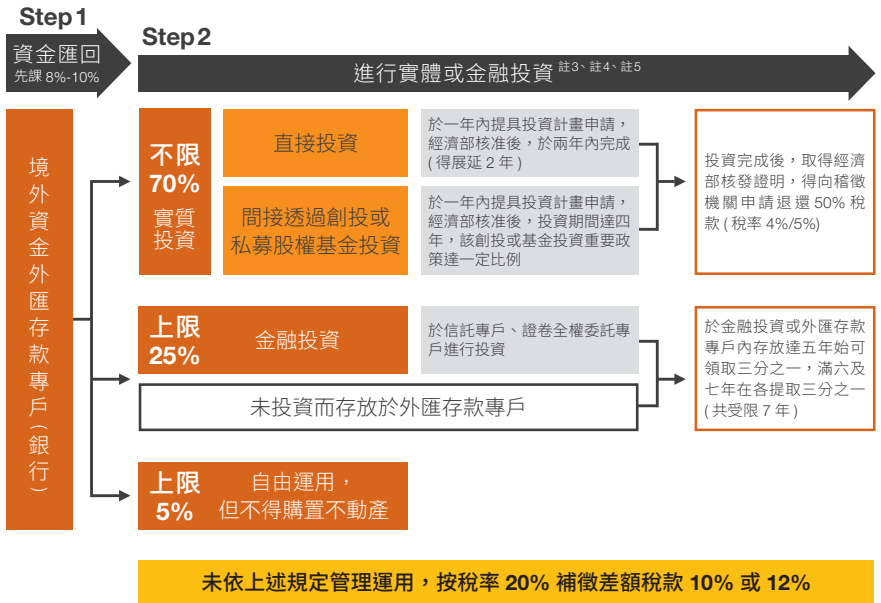 Step 1
資金匯回
先課 8%-10%
Step 2
進行實體或金融投資 註3、註4、註5
境外資金外匯存款專戶(銀行)
不限
70%
實質
投資
直接投資
於一年內提具投資計畫申請，
經濟部核准後，於兩年內完成
(得展延 2 年)
間接透過創投或
私募股權基金投資
於一年內提具投資計畫申請，
經濟部核准後，投資期間達四
年，該創投或基金投資重要政
策達一定比例
投資完成後，取得經濟
部核發證明，得向稽徵
機關申請退還 50% 稅
款 (稅率 4%/5%)
上限
25%
金融投資
於信託專戶、證卷全權委託專
戶進行投資
未投資而存放於外匯存款專戶
於金融投資或外匯存款
專戶內存放達五年始可
領取三分之一，滿六及
七年在各提取三分之一
(共受限 7 年)
上限
5%
自由運用，
但不得購置不動產
未依上述規定管理運用，按稅率 20% 補徵差額稅款 10% 或 12%